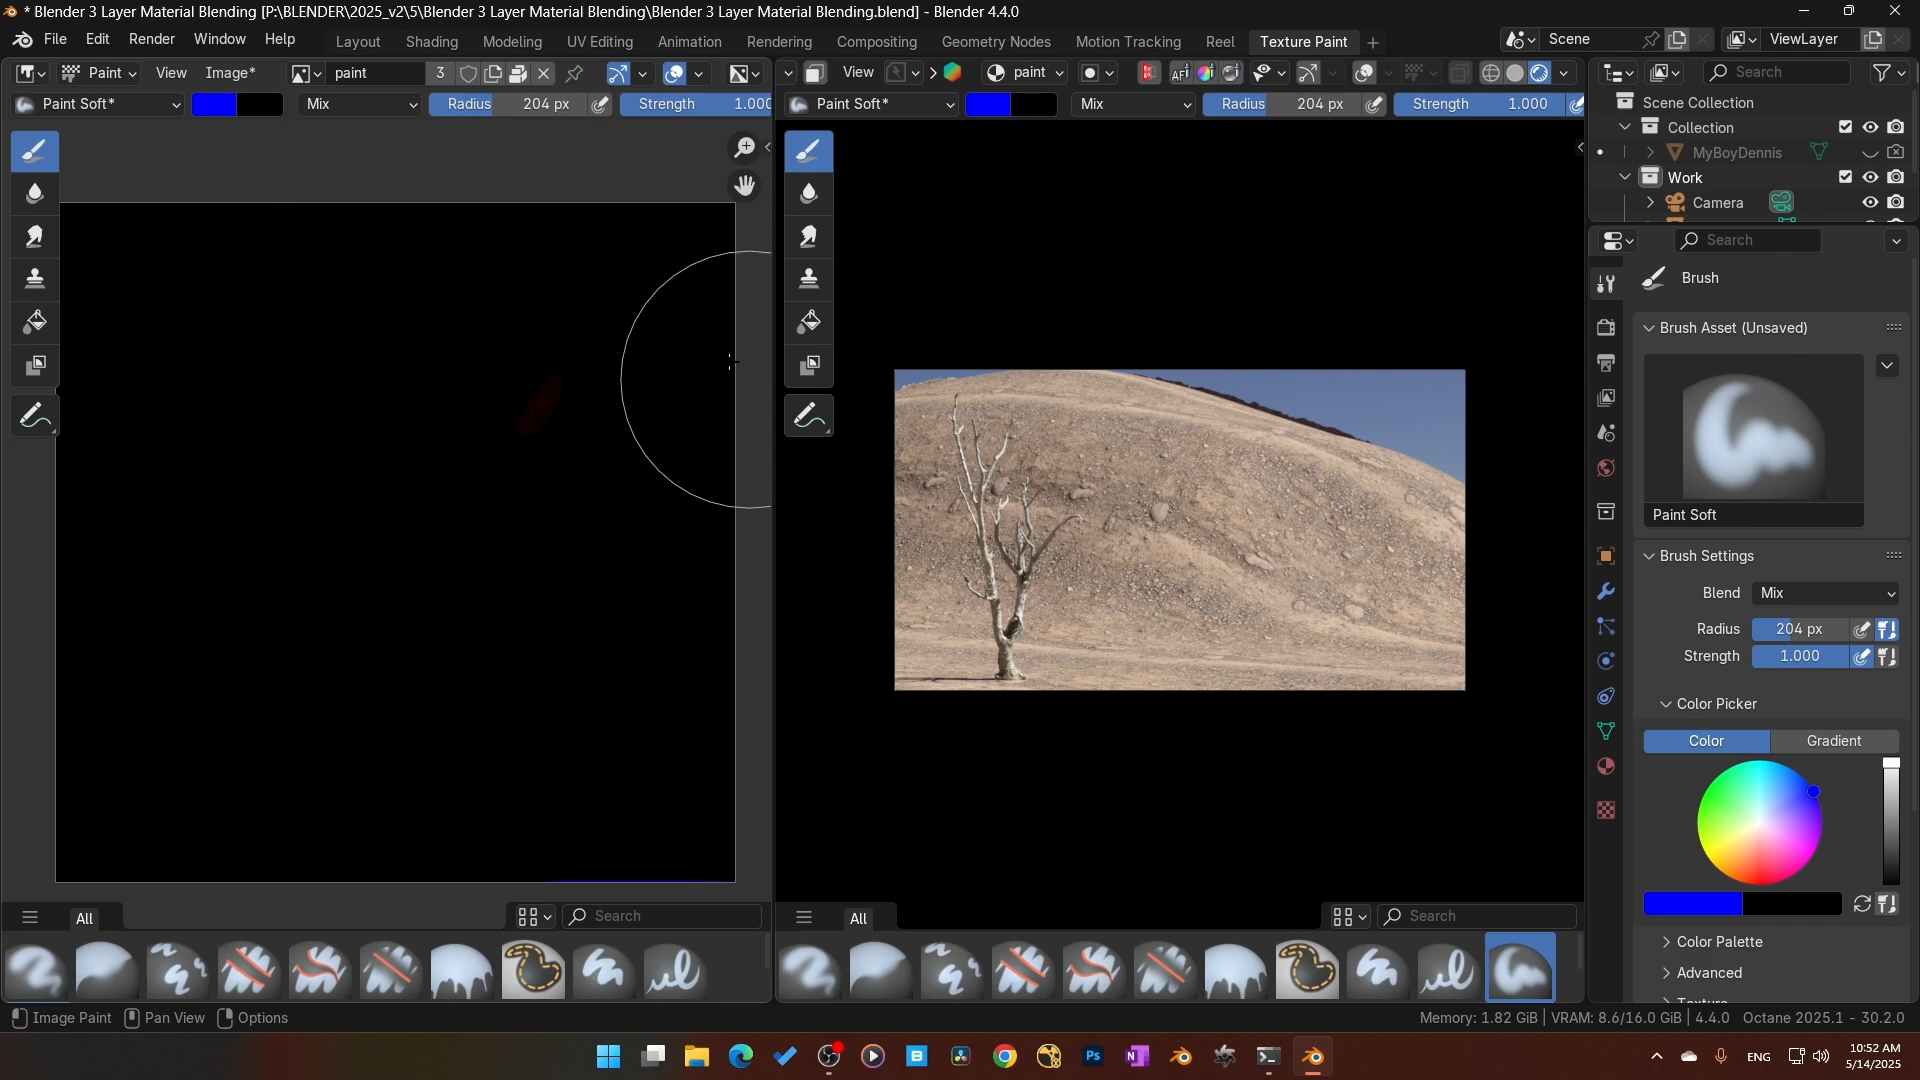 * Blender 3 Layer Material Blending [P:\BLENDER\2025_v2\5\Blender 3 Layer Material Blending\Blender 3 Layer Material Blending.blend] - Blender 4.4.0
File Edit Render Window Help Layout Shading Modeling UV Editing Animation Rendering Compositing Geometry Nodes Motion Tracking Reel Texture Paint Scene ViewLayer
Paint View Image* paint 3 View paint Search
Paint Soft* Mix Radius 204 px Strength 1.000 Paint Soft* Mix Radius 204 px Strength 1.000
Scene Collection
Collection
MyBoyDennis
Work
Camera
Search
Brush
Brush Asset (Unsaved)
Paint Soft
Brush Settings
Blend Mix
Radius 204 px
Strength 1.000
Color Picker
Color Gradient
Color Palette
Advanced
Texture
All Search All Search
Image Paint Pan View Options Memory: 1.82 GiB | VRAM: 8.6/16.0 GiB | 4.4.0 Octane 2025.1 - 30.2.0
Ps ENG 10:52 AM
5/14/2025